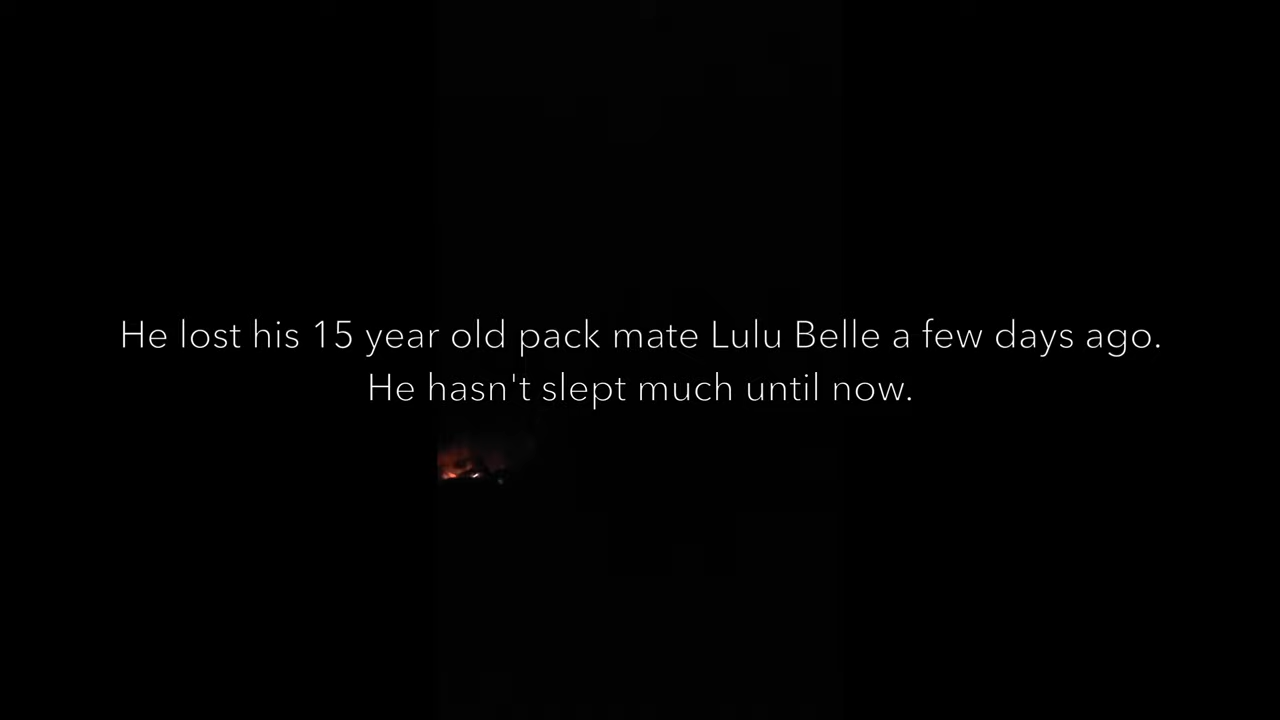 He lost his 15 year old pack mate Lulu Belle a few days ago.
He hasn't slept much until now.